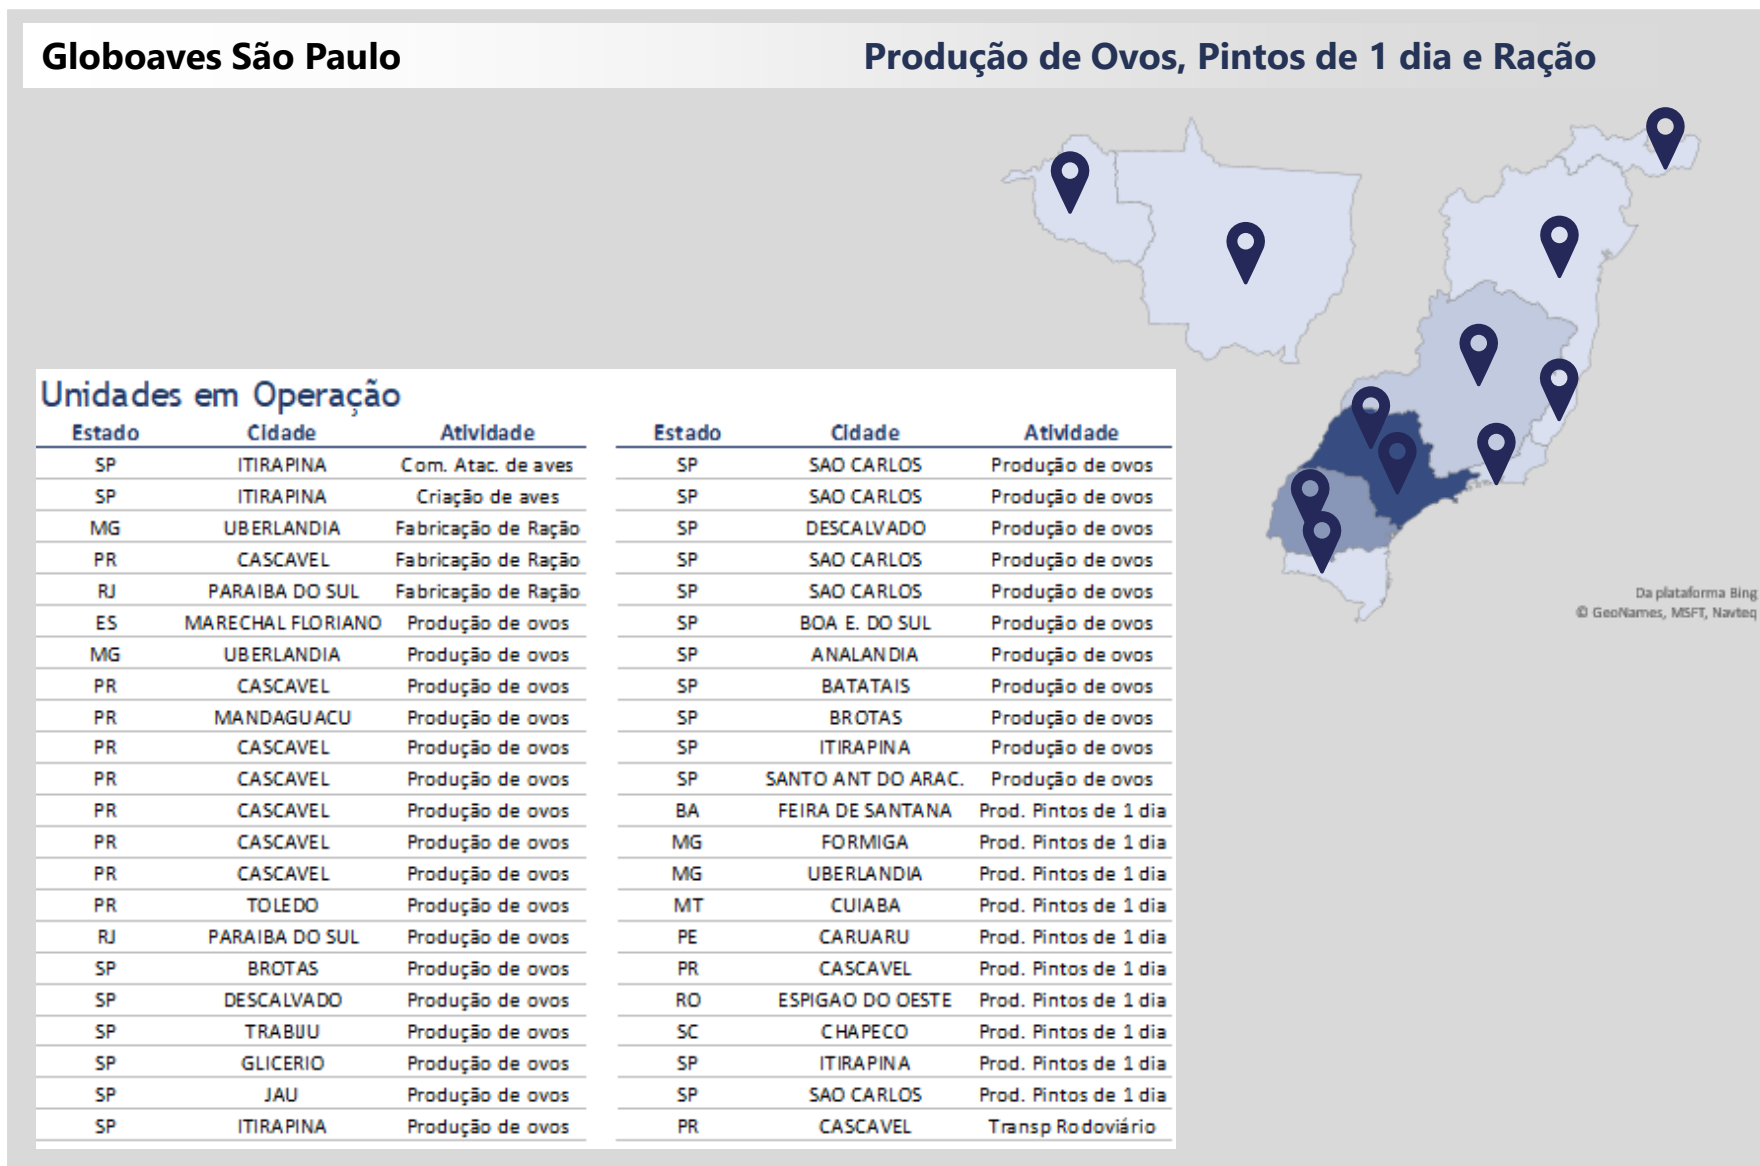 Globoaves São Paulo
Produção de Ovos, Pintos de 1 dia e Ração
Da plataforma Bing
© GeoNames, MSFT, Navteq
Unidades em Operação
Estado Cidade Atividade
SP ITIRAPINA Com. Atac. de aves
SP ITIRAPINA Criação de aves
MG UBERLANDIA Fabricação de Ração
PR CASCAVEL Fabricação de Ração
RJ PARAIBA DO SUL Fabricação de Ração
ES MARECHAL FLORIANO Produção de ovos
MG UBERLANDIA Produção de ovos
PR CASCAVEL Produção de ovos
PR MANDAGUACU Produção de ovos
PR CASCAVEL Produção de ovos
PR CASCAVEL Produção de ovos
PR CASCAVEL Produção de ovos
PR CASCAVEL Produção de ovos
PR CASCAVEL Produção de ovos
PR TOLEDO Produção de ovos
RJ PARAIBA DO SUL Produção de ovos
SP BROTAS Produção de ovos
SP DESCALVADO Produção de ovos
SP TRABIJU Produção de ovos
SP GLICERIO Produção de ovos
SP JAU Produção de ovos
SP ITIRAPINA Produção de ovos
Estado Cidade Atividade
SP SAO CARLOS Produção de ovos
SP SAO CARLOS Produção de ovos
SP DESCALVADO Produção de ovos
SP SAO CARLOS Produção de ovos
SP SAO CARLOS Produção de ovos
SP BOA E. DO SUL Produção de ovos
SP ANALANDIA Produção de ovos
SP BATATAIS Produção de ovos
SP BROTAS Produção de ovos
SP ITIRAPINA Produção de ovos
SP SANTO ANT DO ARAC. Produção de ovos
BA FEIRA DE SANTANA Prod. Pintos de 1 dia
MG FORMIGA Prod. Pintos de 1 dia
MG UBERLANDIA Prod. Pintos de 1 dia
MT CUIABA Prod. Pintos de 1 dia
PE CARUARU Prod. Pintos de 1 dia
PR CASCAVEL Prod. Pintos de 1 dia
RO ESPIGAO DO OESTE Prod. Pintos de 1 dia
SC CHAPECO Prod. Pintos de 1 dia
SP ITIRAPINA Prod. Pintos de 1 dia
SP SAO CARLOS Prod. Pintos de 1 dia
PR CASCAVEL Transp Rodoviário